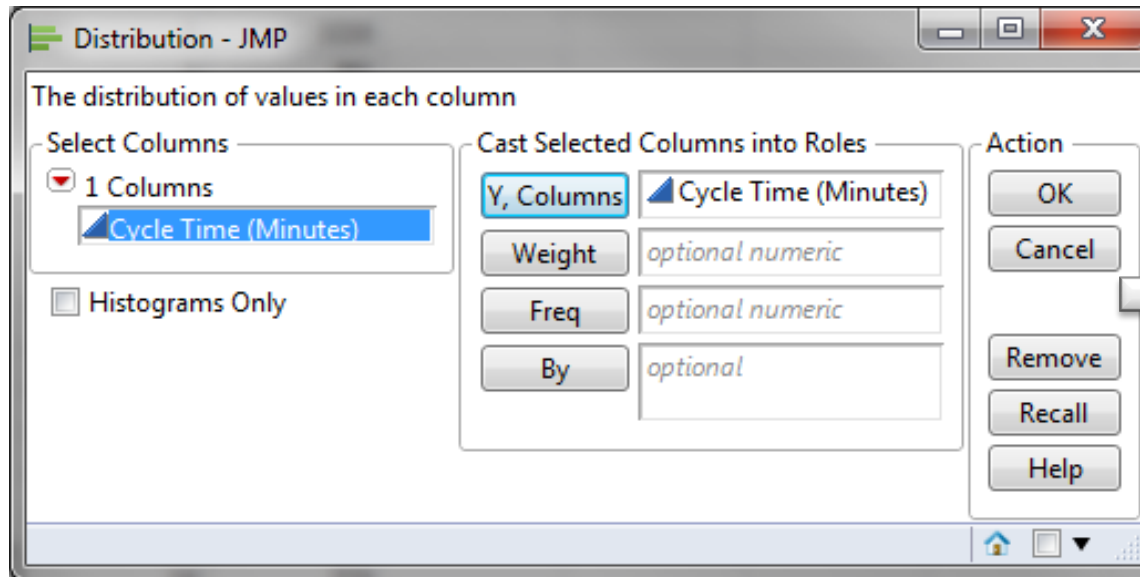 Distribution - JMP
The distribution of values in each column
Select Columns
1 Columns
Cycle Time (Minutes)
Histograms Only
Cast Selected Columns into Roles
Y, Columns
Cycle Time (Minutes)
Weight
optional numeric
Freq
optional numeric
By
optional
Action
OK
Cancel
Remove
Recall
Help